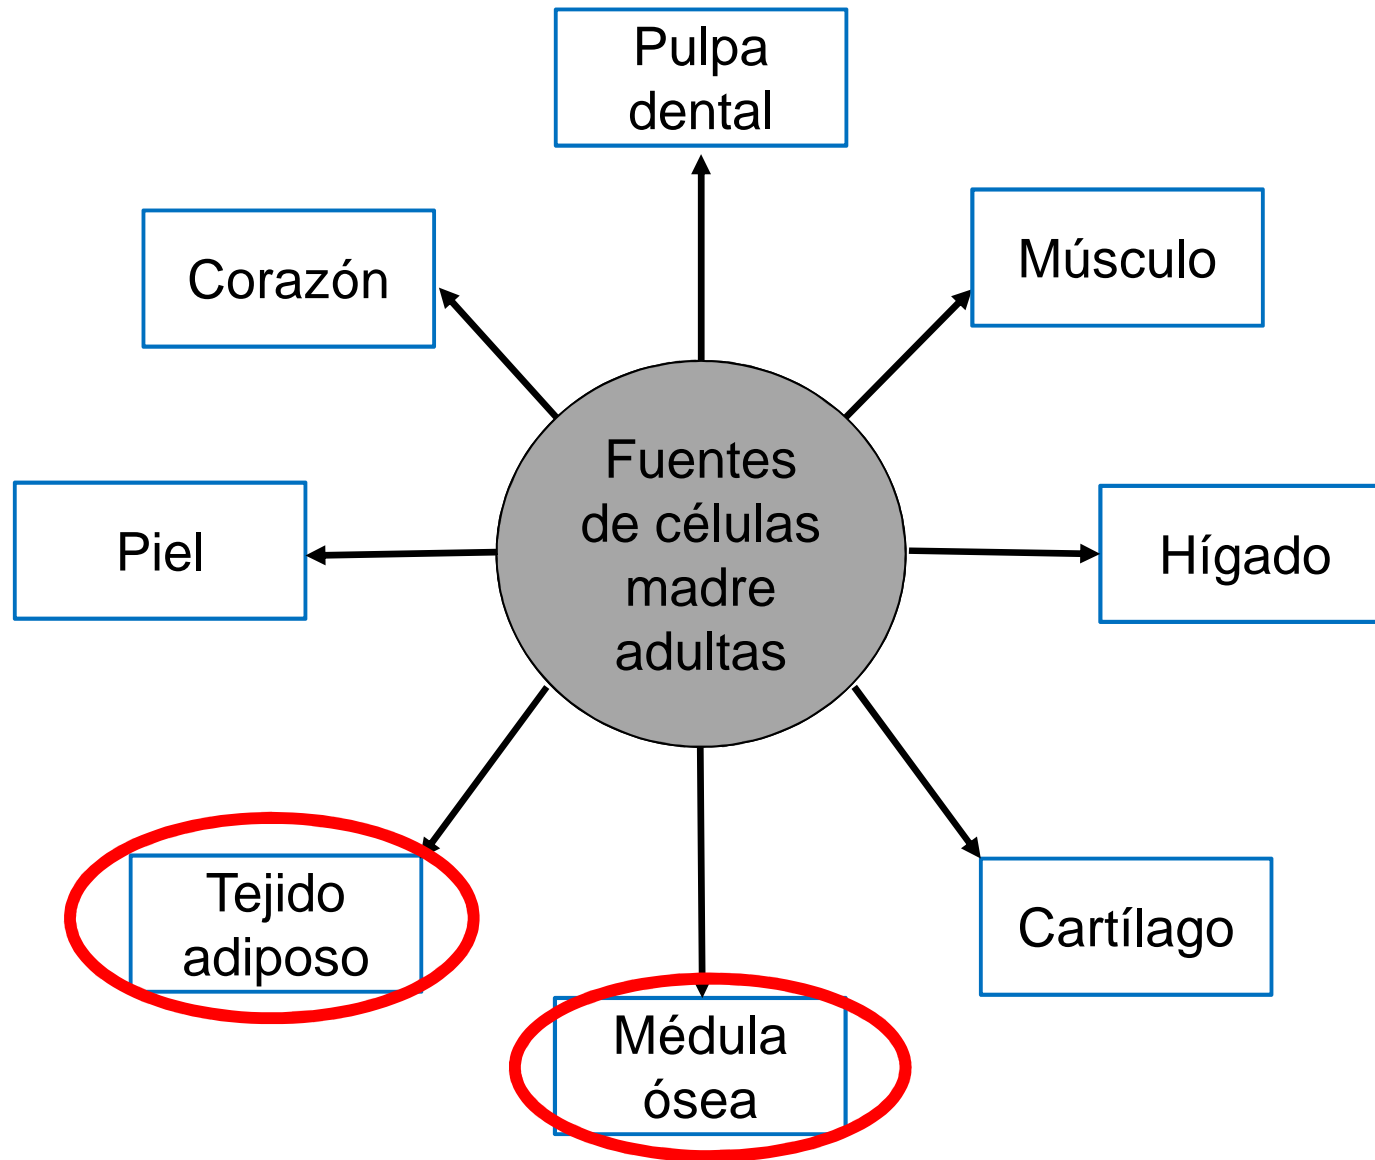 Pulpa
dental
Corazón
Músculo
Fuentes
de células
madre
adultas
Piel
Hígado
Tejido
adiposo
Cartílago
Médula
ósea